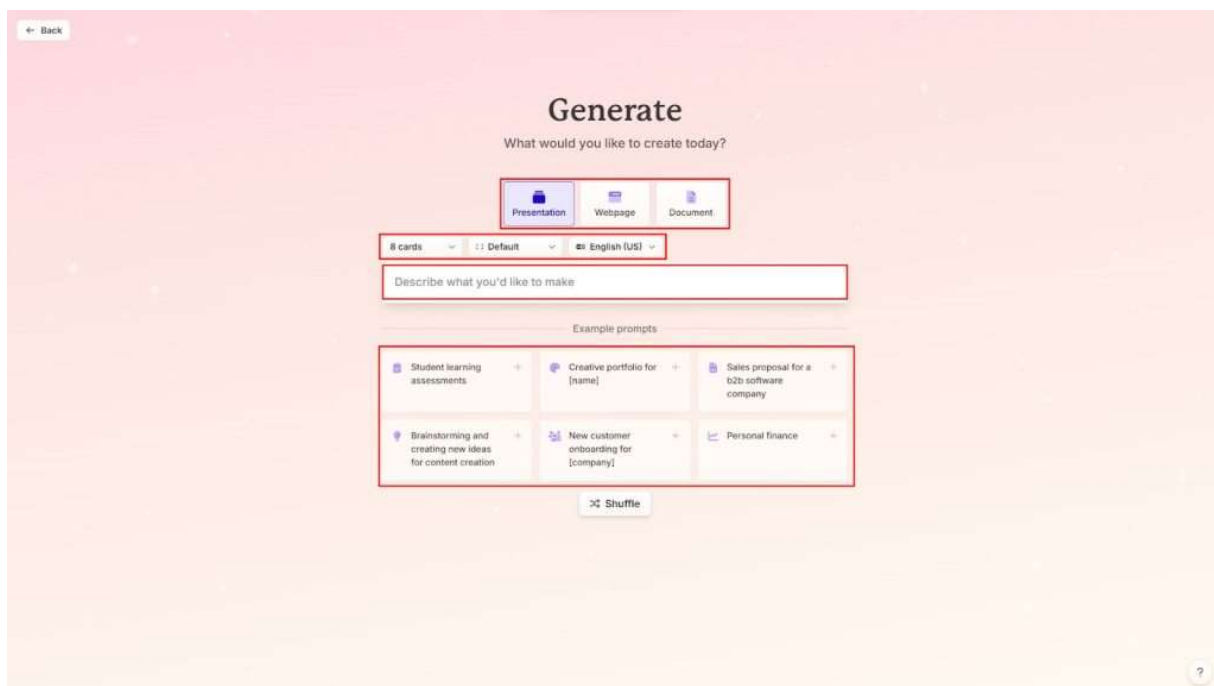 ← Back
Generate
What would you like to create today?
Presentation
Webpage
Document
8 cards
Default
English (US)
Describe what you'd like to make
Example prompts
Student learning
assessments
Creative portfolio for
[name]
Sales proposal for a
b2b software
company
Brainstorming and
creating new ideas
for content creation
New customer
onboarding for
[company]
Personal finance
Shuffle
?